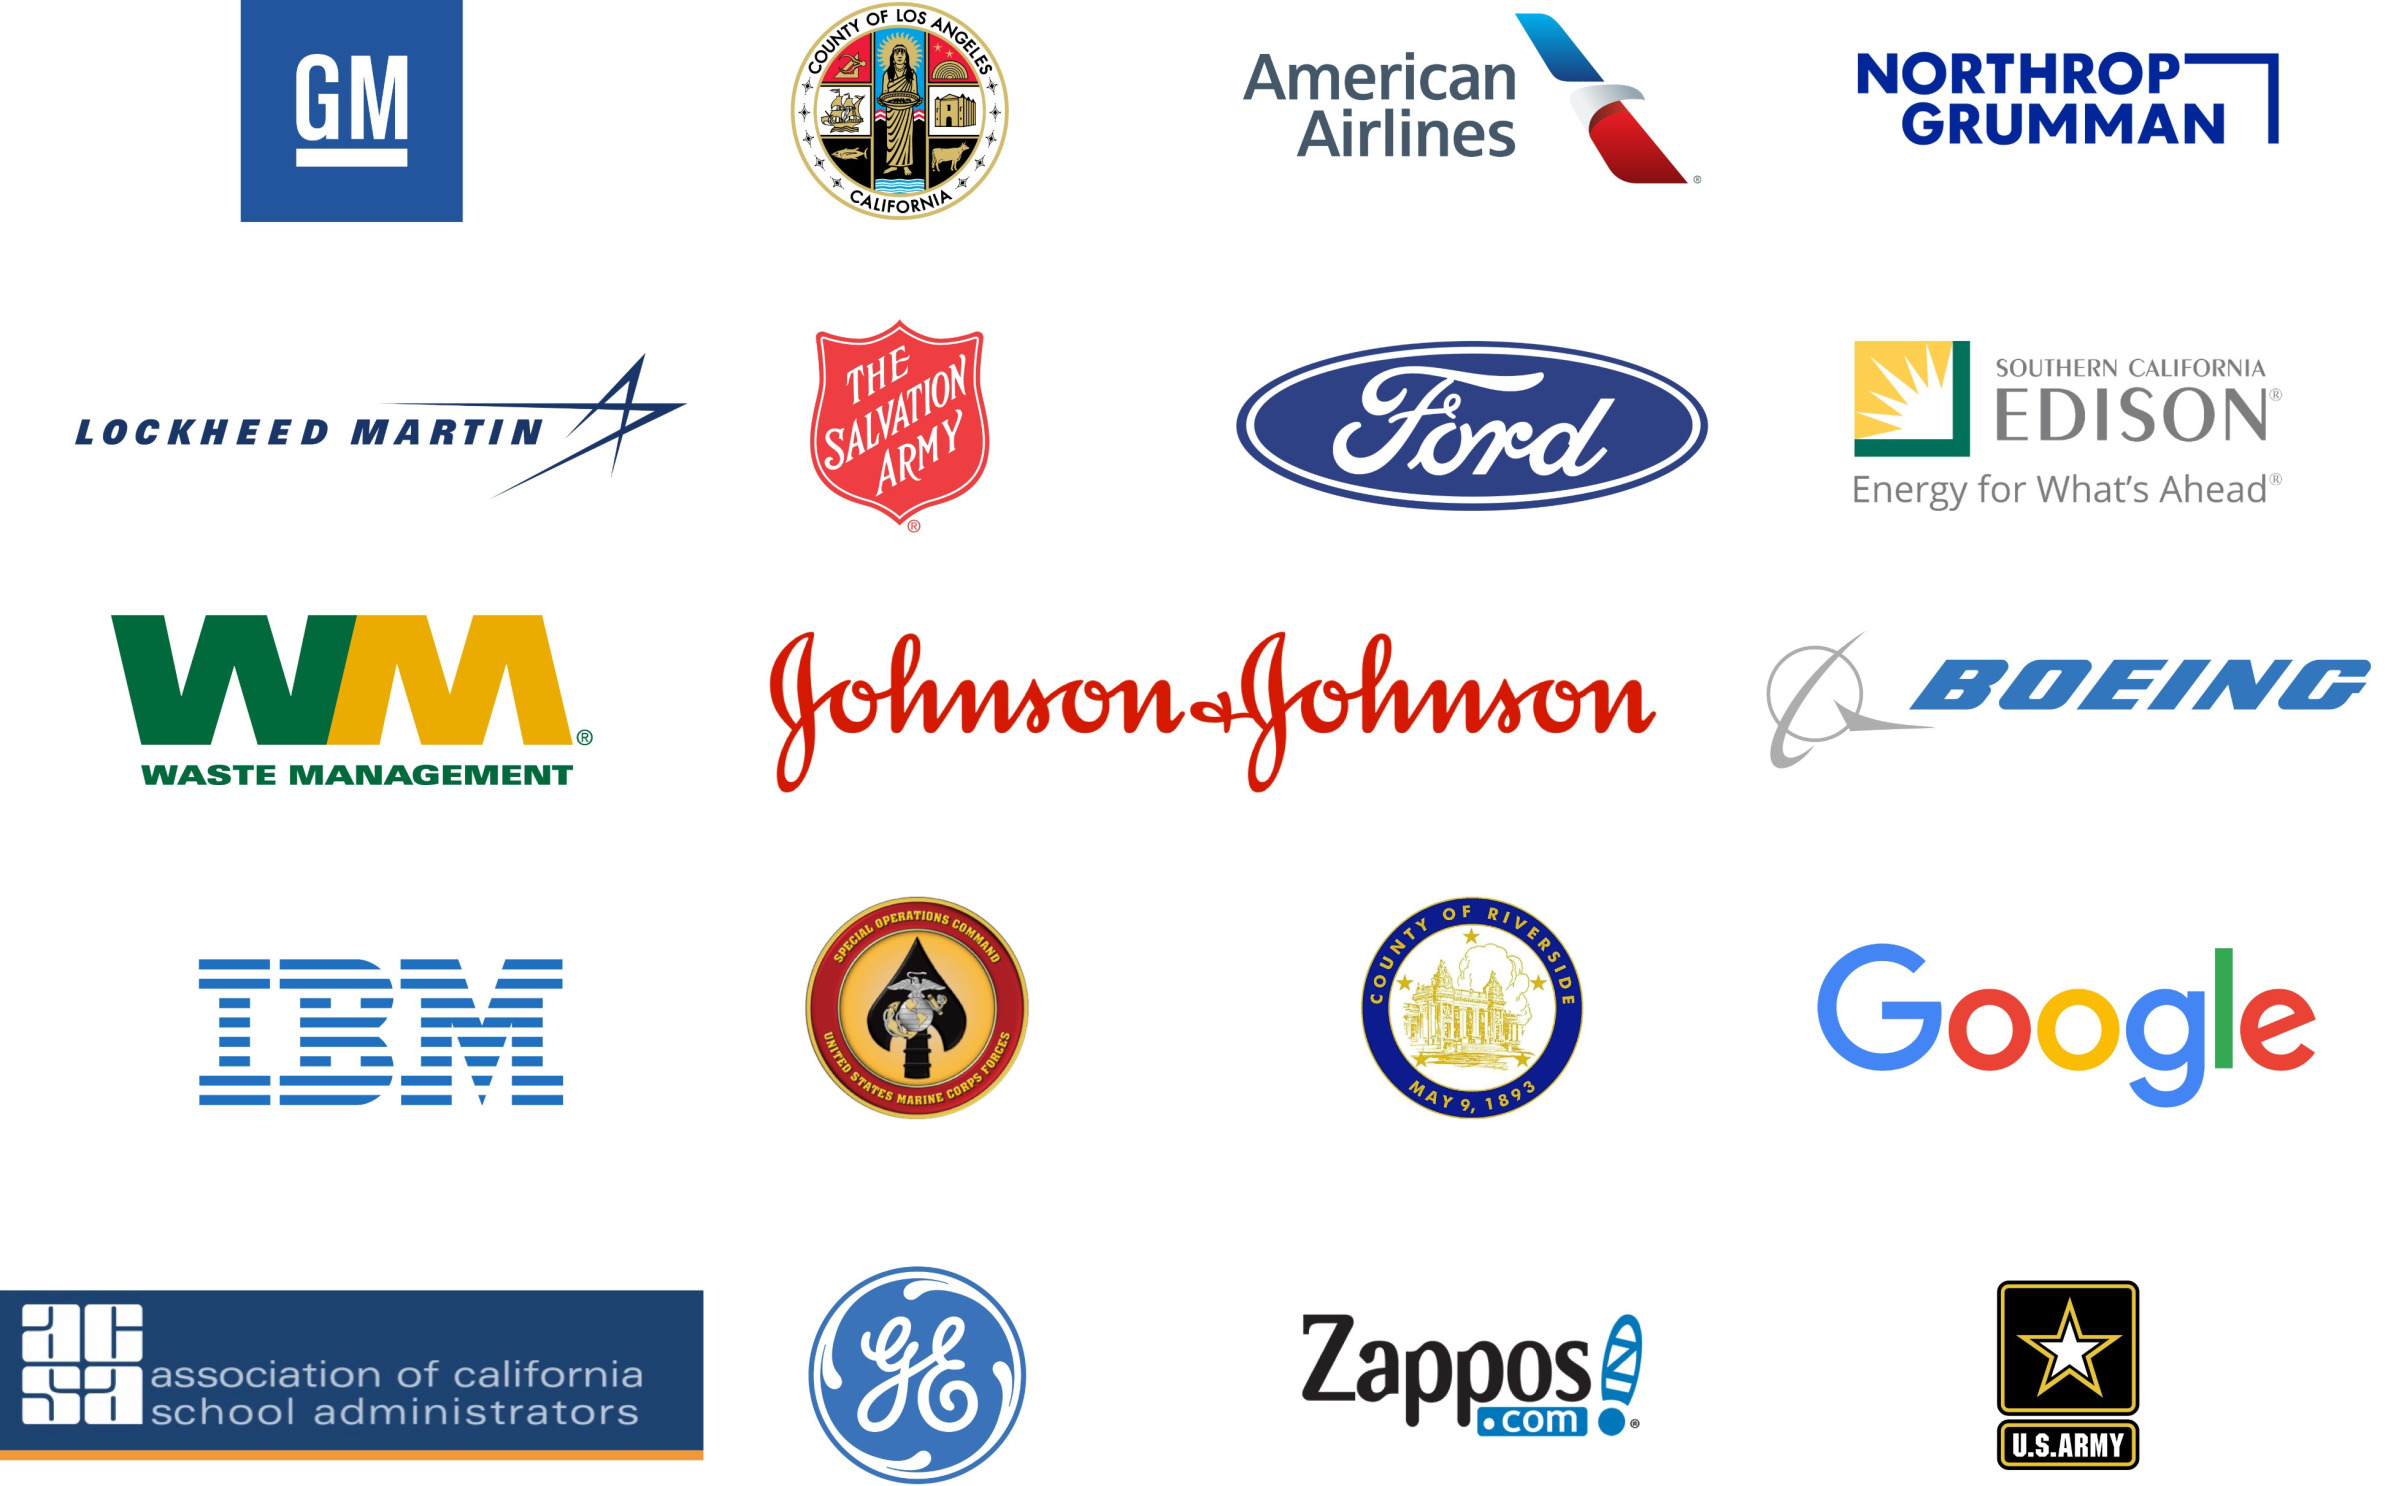 GM
COUNTY OF LOS ANGELES
CALIFORNIA
American
Airlines
®
NORTHROP
GRUMMAN
LOCKHEED MARTIN
THE
SALVATION
ARMY
®
Ford
SOUTHERN CALIFORNIA
EDISON®
Energy for What's Ahead®
WM®
WASTE MANAGEMENT
Johnson & Johnson
BOEING
IBM
SPECIAL OPERATIONS COMMAND
UNITED STATES MARINE CORPS FORCES
COUNTY OF RIVERSIDE
MAY 9, 1893
Google
acsa
association of california
school administrators
GE
Zappos
.com ®
U.S.ARMY